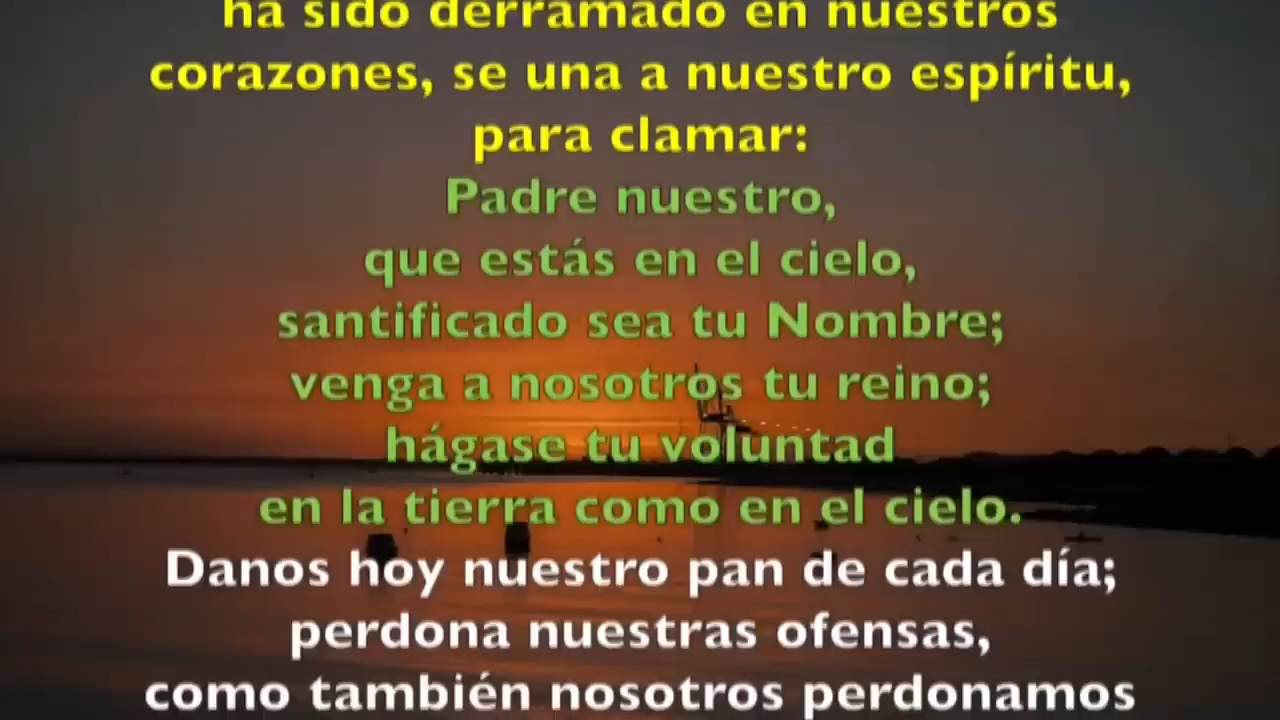 ha sido derramado en nuestros
corazones, se una a nuestro espíritu,
para clamar:
Padre nuestro,
que estás en el cielo,
santificado sea tu Nombre;
venga a nosotros tu reino;
hágase tu voluntad
en la tierra como en el cielo.
Danos hoy nuestro pan de cada día;
perdona nuestras ofensas,
como también nosotros perdonamos